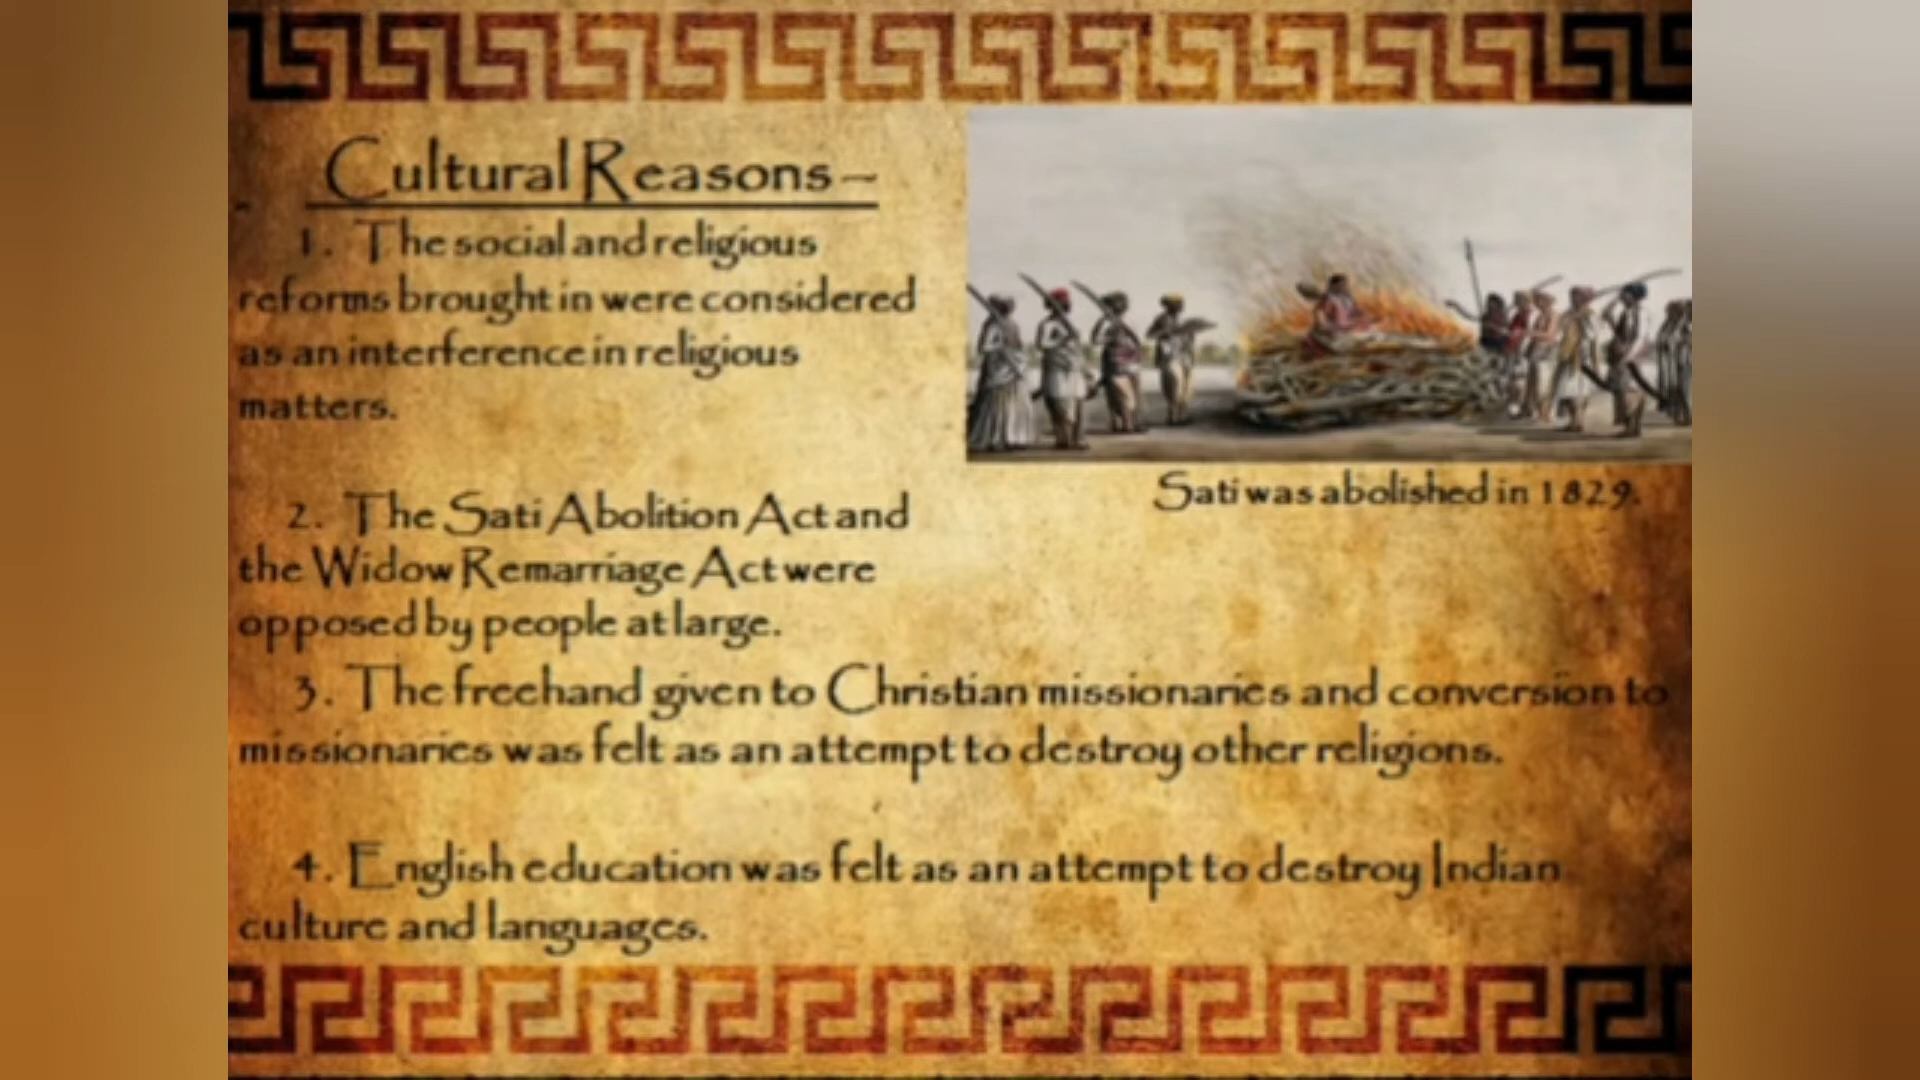 Cultural Reasons –
1. The social and religious
reforms brought in were considered
as an interference in religious
matters.
Sati was abolished in 1829.
2. The Sati Abolition Act and
the Widow Remarriage Act were
opposed by people at large.
3. The freehand given to Christian missionaries and conversion to
missionaries was felt as an attempt to destroy other religions.
4. English education was felt as an attempt to destroy Indian
culture and languages.